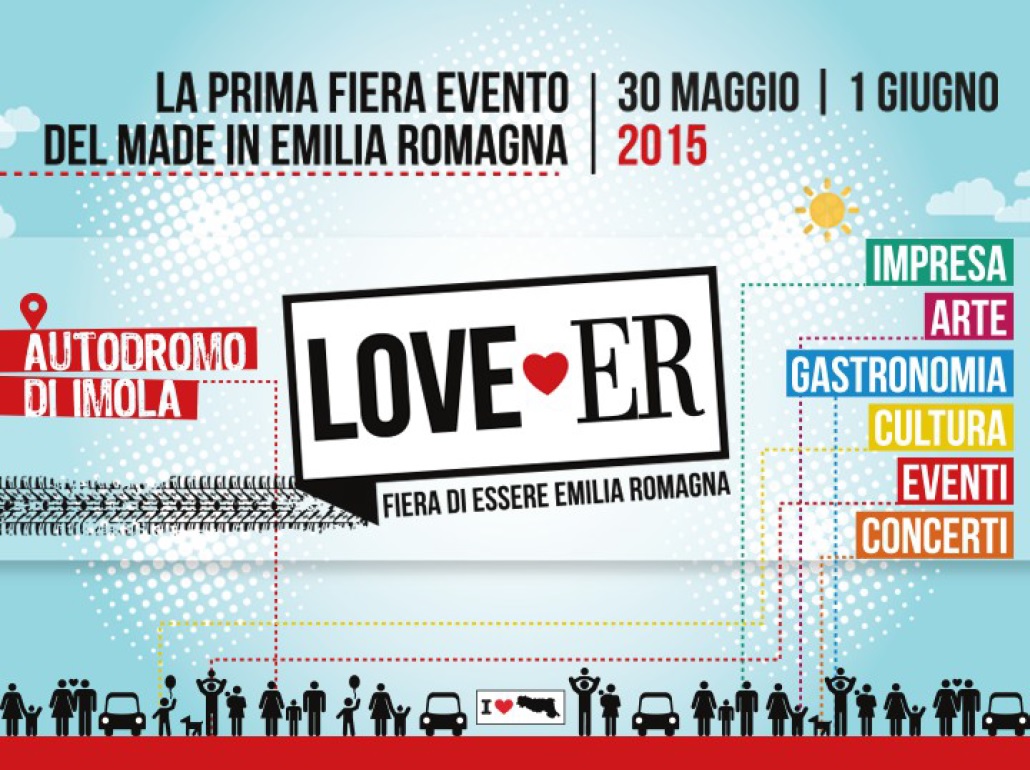 LA PRIMA FIERA EVENTO
DEL MADE IN EMILIA ROMAGNA
30 MAGGIO | 1 GIUGNO
2015
AUTODROMO
DI IMOLA
LOVE ER
FIERA DI ESSERE EMILIA ROMAGNA
IMPRESA
ARTE
GASTRONOMIA
CULTURA
EVENTI
CONCERTI
I